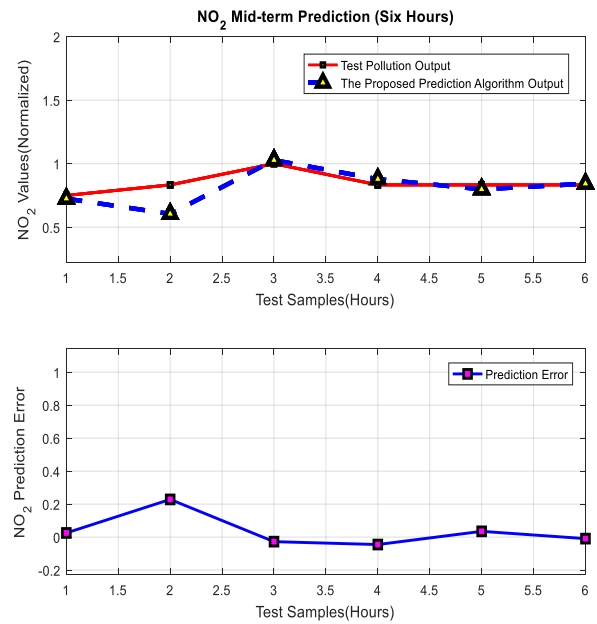 NO2 Mid-term Prediction (Six Hours)
2
1.5
1
0.5
NO2 Values(Normalized)
Test Pollution Output
The Proposed Prediction Algorithm Output
1 1.5 2 2.5 3 3.5 4 4.5 5 5.5 6
Test Samples(Hours)
1
0.8
0.6
0.4
0.2
0
-0.2
NO2 Prediction Error
Prediction Error
1 1.5 2 2.5 3 3.5 4 4.5 5 5.5 6
Test Samples(Hours)